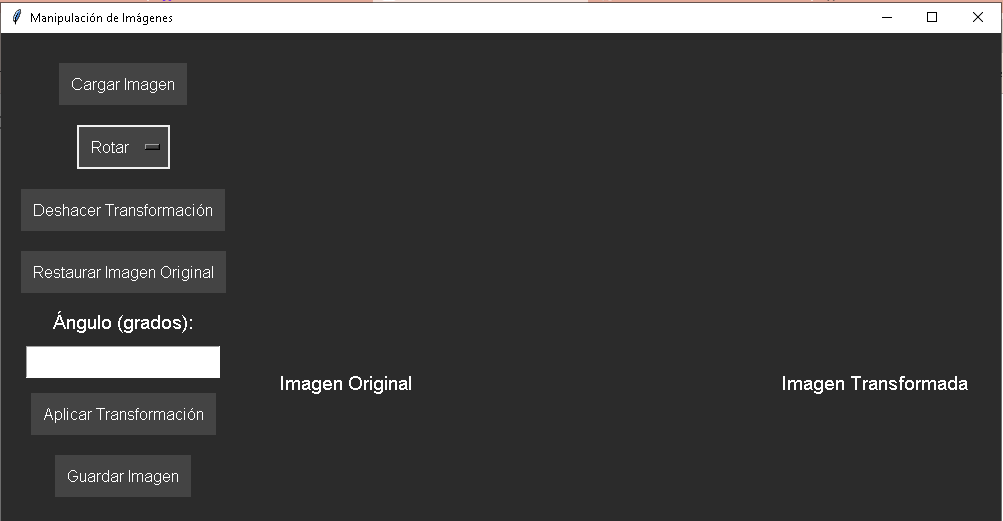 Manipulación de Imágenes
Cargar Imagen
Rotar
Deshacer Transformación
Restaurar Imagen Original
Ángulo (grados):
Imagen Original
Imagen Transformada
Aplicar Transformación
Guardar Imagen